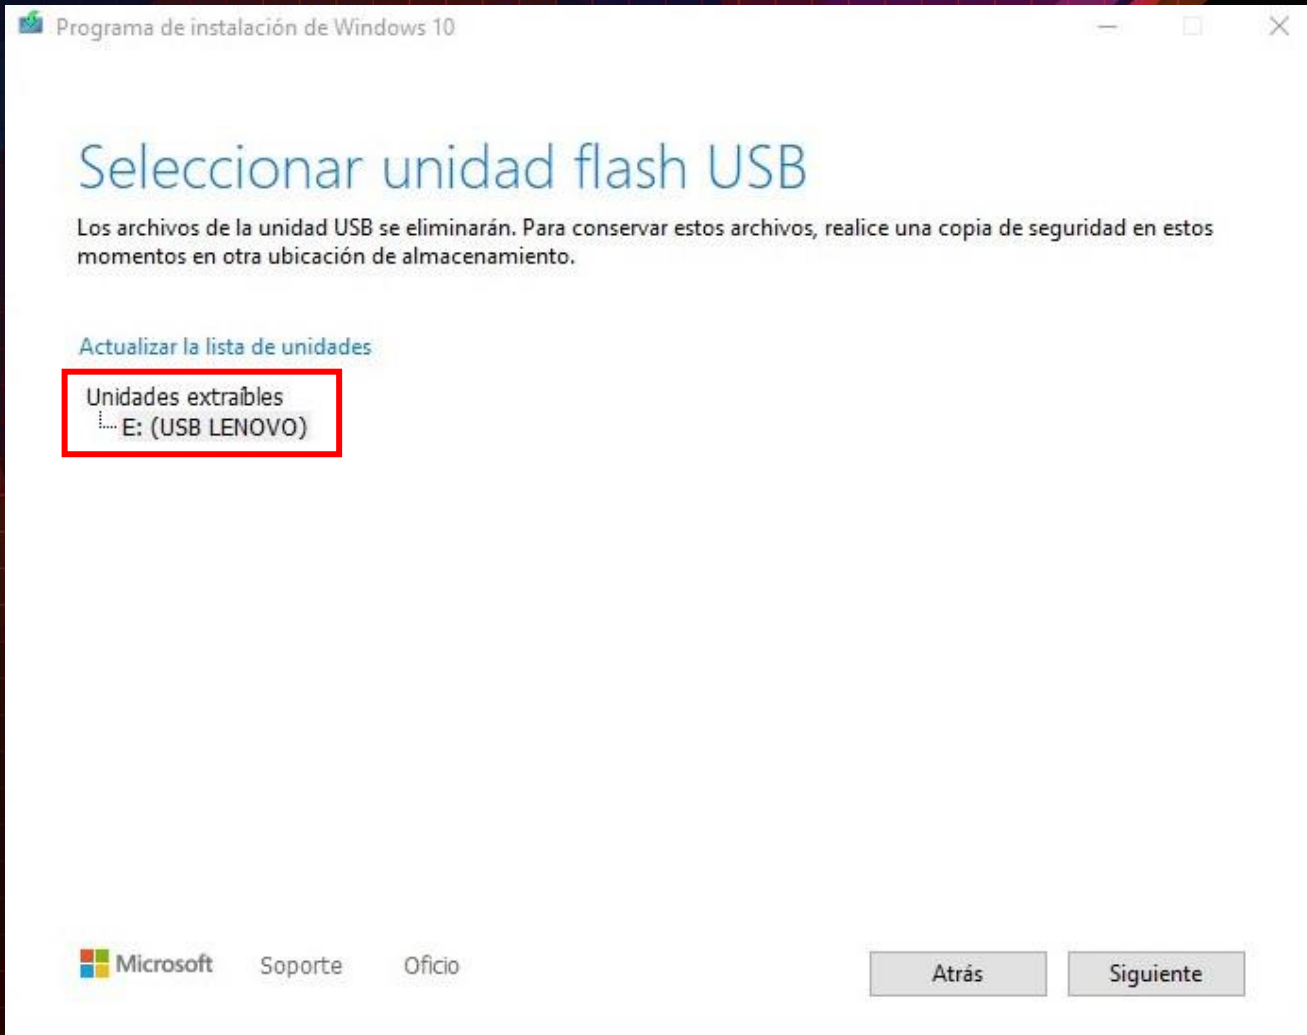 Programa de instalación de Windows 10
Seleccionar unidad flash USB
Los archivos de la unidad USB se eliminarán. Para conservar estos archivos, realice una copia de seguridad en estos
momentos en otra ubicación de almacenamiento.
Actualizar la lista de unidades
Unidades extraíbles
E: (USB LENOVO)
Microsoft Soporte Oficio Atrás Siguiente